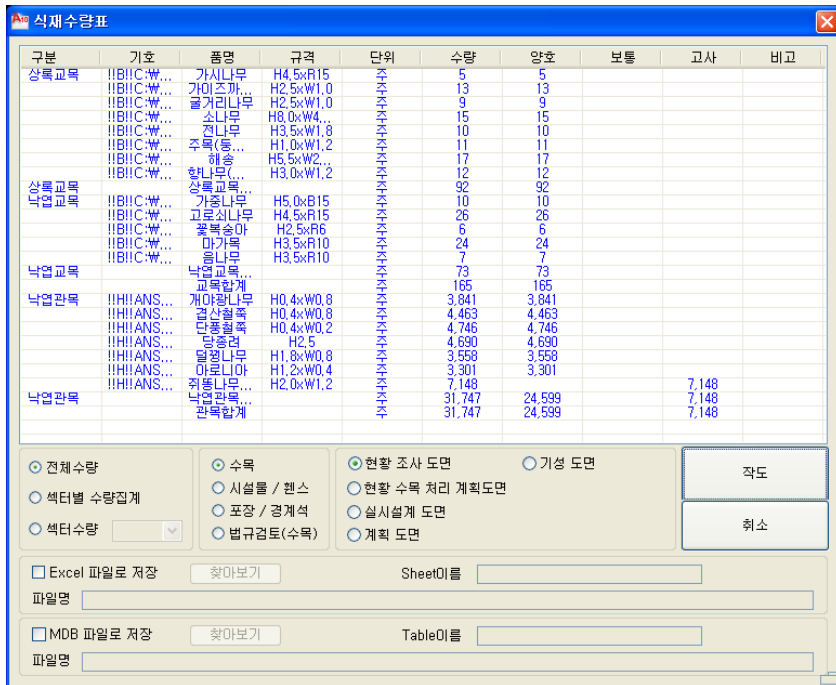 식재수량표
구분 기호 품명 규격 단위 수량 양호 보통 고사 비고
상록교목 !!B!!C:₩... 가시나무 H4,5xR15 주 5 5
!!B!!C:₩... 가이즈까... H2,5xW1,0 주 13 13
!!B!!C:₩... 굴거리나무 H2,5xW1,0 주 9 9
!!B!!C:₩... 소나무 H8,0xW4... 주 15 15
!!B!!C:₩... 전나무 H3,5xW1,8 주 10 10
!!B!!C:₩... 주목(둥... H1,0xW1,2 주 11 11
!!B!!C:₩... 해송 H5,5xW2... 주 17 17
!!B!!C:₩... 향나무(... H3,0xW1,2 주 12 12
상록교목 상록교목... 주 92 92
낙엽교목 !!B!!C:₩... 가중나무 H5,0xB15 주 10 10
!!B!!C:₩... 고로쇠나무 H4,5xR15 주 26 26
!!B!!C:₩... 꽃복숭아 H2,5xR6 주 6 6
!!B!!C:₩... 마가목 H3,5xR10 주 24 24
!!B!!C:₩... 음나무 H3,5xR10 주 7 7
낙엽교목 낙엽교목... 주 73 73
교목합계 주 165 165
낙엽관목 !!H!!ANS... 개야광나무 H0,4xW0,8 주 3,841 3,841
!!H!!ANS... 겹산철쭉 H0,4xW0,8 주 4,463 4,463
!!H!!ANS... 단풍철쭉 H0,4xW0,2 주 4,746 4,746
!!H!!ANS... 당종려 H2,5 주 4,690 4,690
!!H!!ANS... 덜꿩나무 H1,8xW0,8 주 3,558 3,558
!!H!!ANS... 아로니아 H1,2xW0,4 주 3,301 3,301
!!H!!ANS... 쥐똥나무... H2,0xW1,2 주 7,148 7,148
낙엽관목 낙엽관목... 주 31,747 24,599 7,148
관목합계 주 31,747 24,599 7,148
전체수량
섹터별 수량집계
섹터수량
수목
시설물 / 휀스
포장 / 경계석
법규검토(수목)
현황 조사 도면 기성 도면
현황 수목 처리 계획도면
실시설계 도면
계획 도면
작도
취소
Excel 파일로 저장 찾아보기 Sheet이름
파일명
MDB 파일로 저장 찾아보기 Table이름
파일명